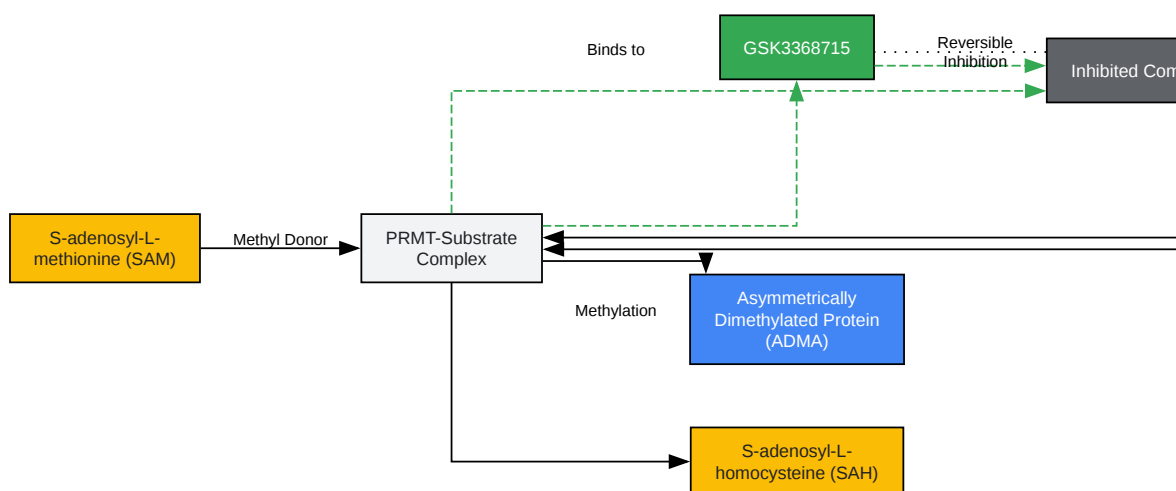 Binds to
GSK3368715
Reversible
Inhibition
Inhibited Com
S-adenosyl-L-
methionine (SAM)
Methyl Donor
PRMT-Substrate
Complex
Methylation
Asymmetrically
Dimethylated Protein
(ADMA)
S-adenosyl-L-
homocysteine (SAH)